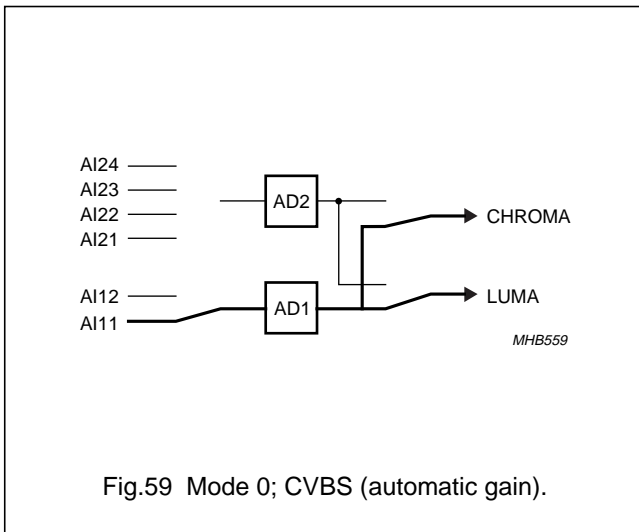 AI24
AI23
AI22
AI21
AD2
CHROMA
AI12
AI11
AD1
LUMA
MHB559
Fig.59 Mode 0; CVBS (automatic gain).